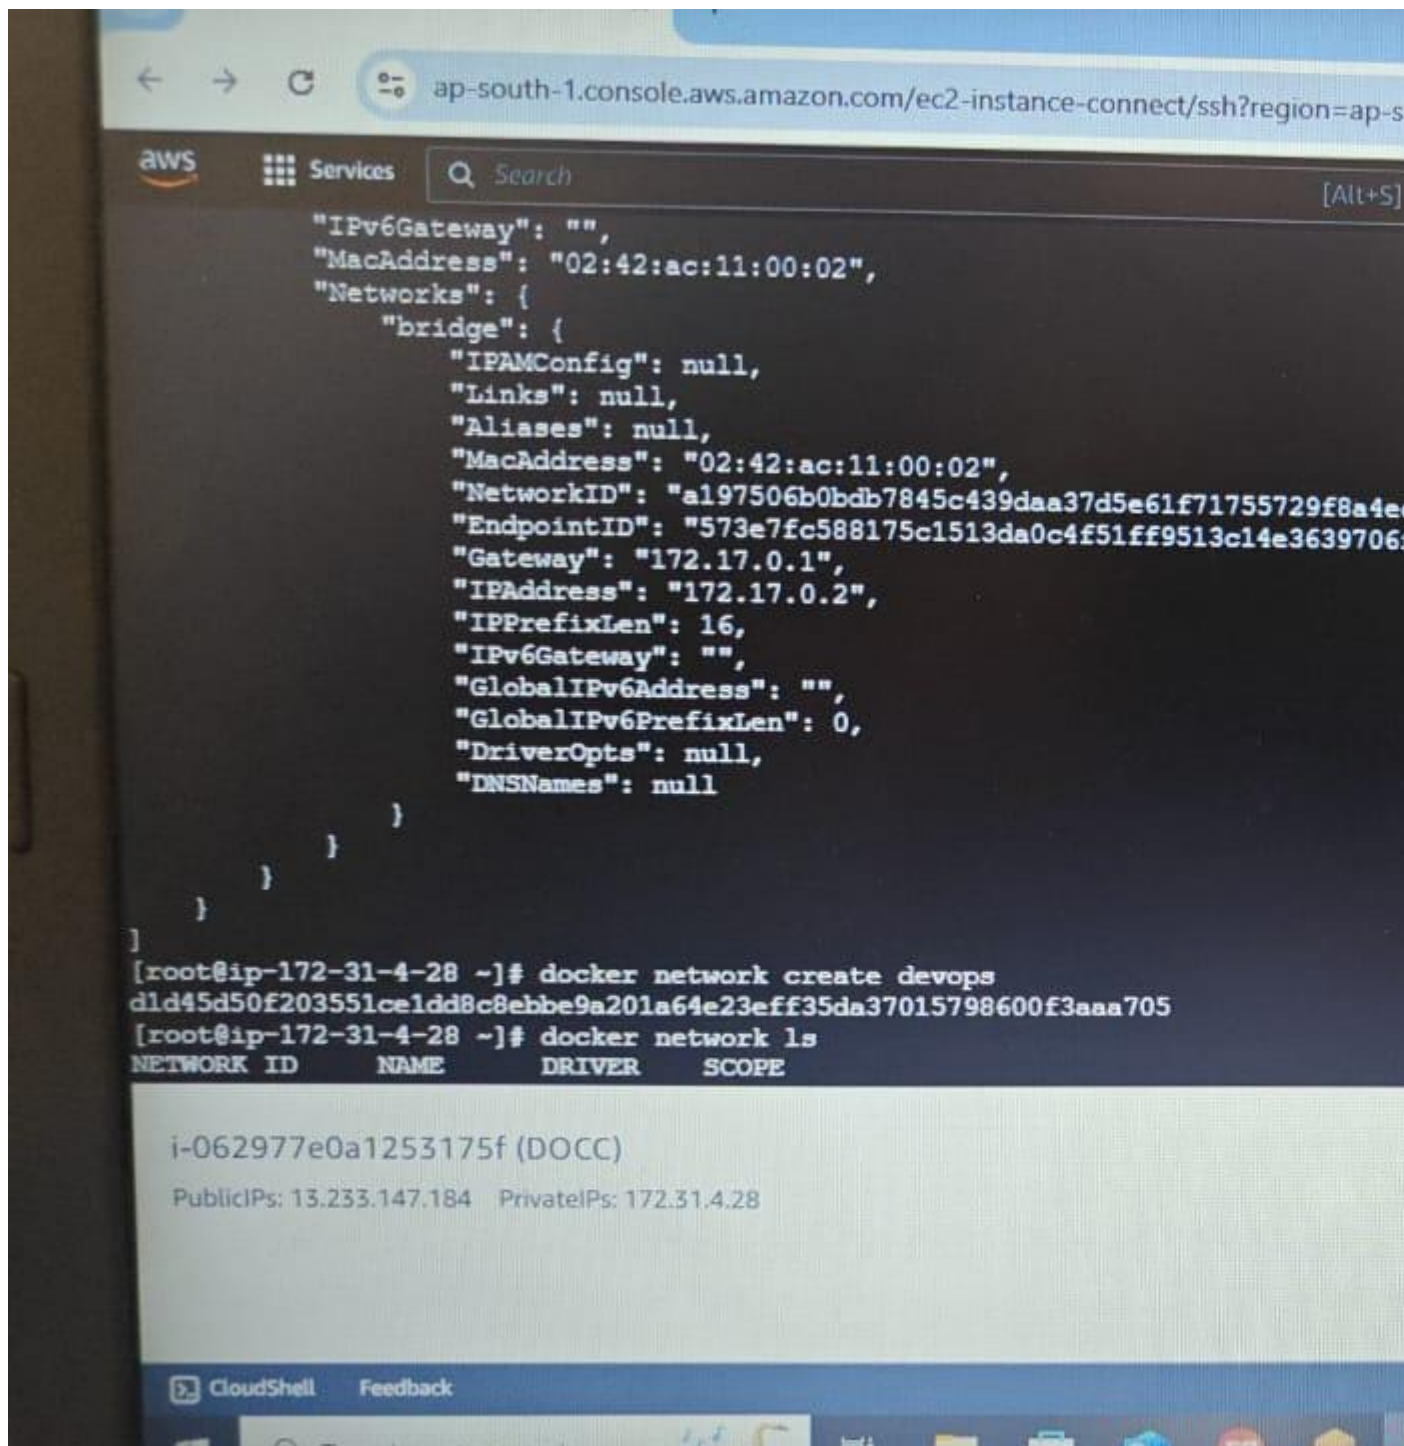 ap-south-1.console.aws.amazon.com/ec2-instance-connect/ssh?region=ap-s
aws Services Search [Alt+S]
"IPv6Gateway": "",
"MacAddress": "02:42:ac:11:00:02",
"Networks": {
"bridge": {
"IPAMConfig": null,
"Links": null,
"Aliases": null,
"MacAddress": "02:42:ac:11:00:02",
"NetworkID": "a197506b0bdb7845c439daa37d5e61f71755729f8a4e
"EndpointID": "573e7fc588175c1513da0c4f51ff9513c14e3639706
"Gateway": "172.17.0.1",
"IPAddress": "172.17.0.2",
"IPPrefixLen": 16,
"IPv6Gateway": "",
"GlobalIPv6Address": "",
"GlobalIPv6PrefixLen": 0,
"DriverOpts": null,
"DNSNames": null
}
}
}
}
]
[root@ip-172-31-4-28 ~]# docker network create devops
d1d45d50f203551ce1dd8c8ebbe9a201a64e23eff35da37015798600f3aaa705
[root@ip-172-31-4-28 ~]# docker network ls
NETWORK ID NAME DRIVER SCOPE
i-062977e0a1253175f (DOCC)
PublicIPs: 13.233.147.184 PrivateIPs: 172.31.4.28
CloudShell Feedback